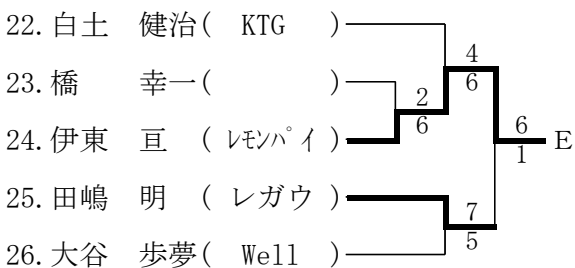 22.白土　健治(　KTG　)
4
23.橋　　幸一(　　　)
6
2
24.伊東　亘　(レモンパイ)
6
6
E
1
25.田嶋　明　(レガウ)
7
26.大谷　歩夢(　Well　)
5